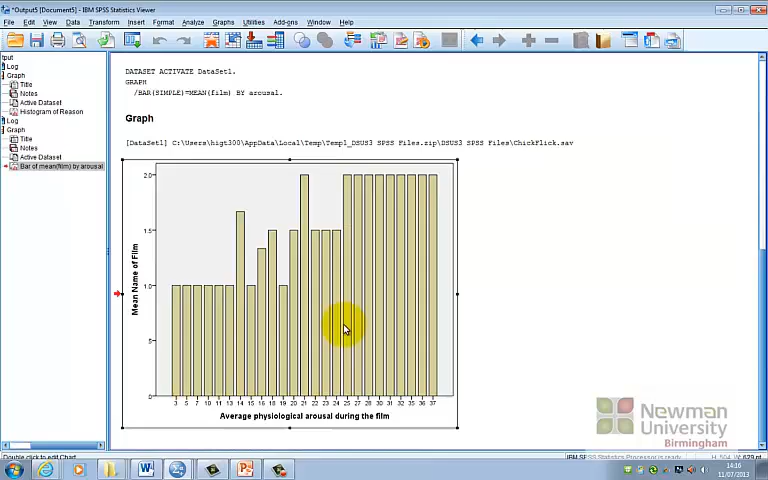 *Output5 [Document5] - IBM SPSS Statistics Viewer
File Edit View Data Transform Insert Format Analyze Graphs Utilities Add-ons Window Help
tput
Log
Graph
Title
Notes
Active Dataset
Histogram of Reason
Log
Graph
Title
Notes
Active Dataset
Bar of mean(film) by arousal
DATASET ACTIVATE DataSet1.
GRAPH
/BAR(SIMPLE)=MEAN(film) BY arousal.
Graph
[DataSet1] C:\Users\higt300\AppData\Local\Temp\Temp1_DSUS3 SPSS Files.zip\DSUS3 SPSS Files\ChickFlick.sav
Mean Name of Film
2.0
1.5
1.0
.5
0
3 5 7 10 11 13 14 15 16 18 19 20 21 22 23 24 25 27 28 30 31 32 35 36 37
Average physiological arousal during the film
Newman
University
Birmingham
Double click to edit Chart
IBM SPSS Statistics Processor is ready
H: 504, W: 629 pt.
14:16
11/07/2013